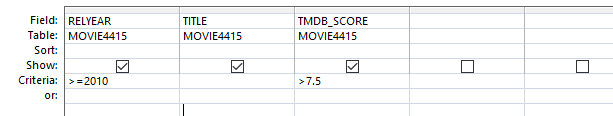 Field: RELYEAR TITLE TMDB_SCORE
Table: MOVIE4415 MOVIE4415 MOVIE4415
Sort:
Show:
Criteria: >=2010 >7.5
or: